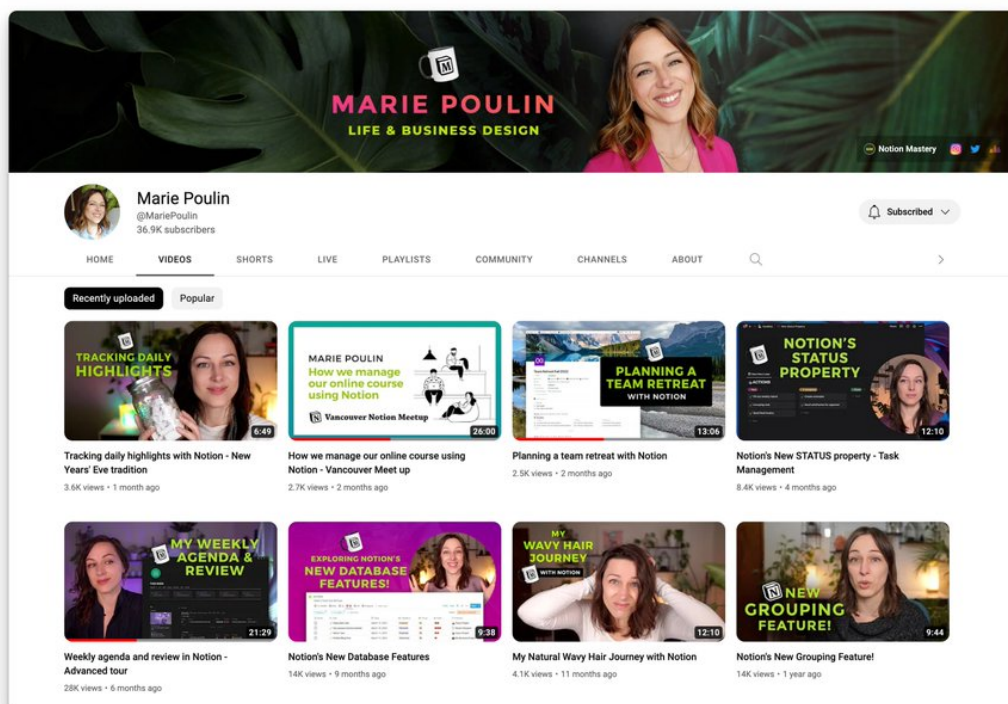 MARIE POULIN
LIFE & BUSINESS DESIGN
Notion Mastery
Marie Poulin
@MariePoulin
36.9K subscribers
Subscribed
HOME VIDEOS SHORTS LIVE PLAYLISTS COMMUNITY CHANNELS ABOUT
Recently uploaded Popular
TRACKING DAILY
HIGHLIGHTS
6:49
MARIE POULIN
How we manage
our online course
using Notion
Vancouver Notion Meetup
26:00
PLANNING A
TEAM RETREAT
WITH NOTION
13:06
NOTION'S
STATUS
PROPERTY
12:10
Tracking daily highlights with Notion - New
Years' Eve tradition
3.6K views • 1 month ago
How we manage our online course using
Notion - Vancouver Meet up
2.7K views • 2 months ago
Planning a team retreat with Notion
2.5K views • 2 months ago
Notion's New STATUS property - Task
Management
8.4K views • 4 months ago
MY WEEKLY
AGENDA &
REVIEW
21:29
EXPLORING NOTION'S
NEW DATABASE
FEATURES!
9:38
MY
WAVY HAIR
JOURNEY
WITH NOTION
12:10
NEW
GROUPING
FEATURE!
9:44
Weekly agenda and review in Notion -
Advanced tour
28K views • 6 months ago
Notion's New Database Features
14K views • 9 months ago
My Natural Wavy Hair Journey with Notion
4.1K views • 11 months ago
Notion's New Grouping Feature!
14K views • 1 year ago